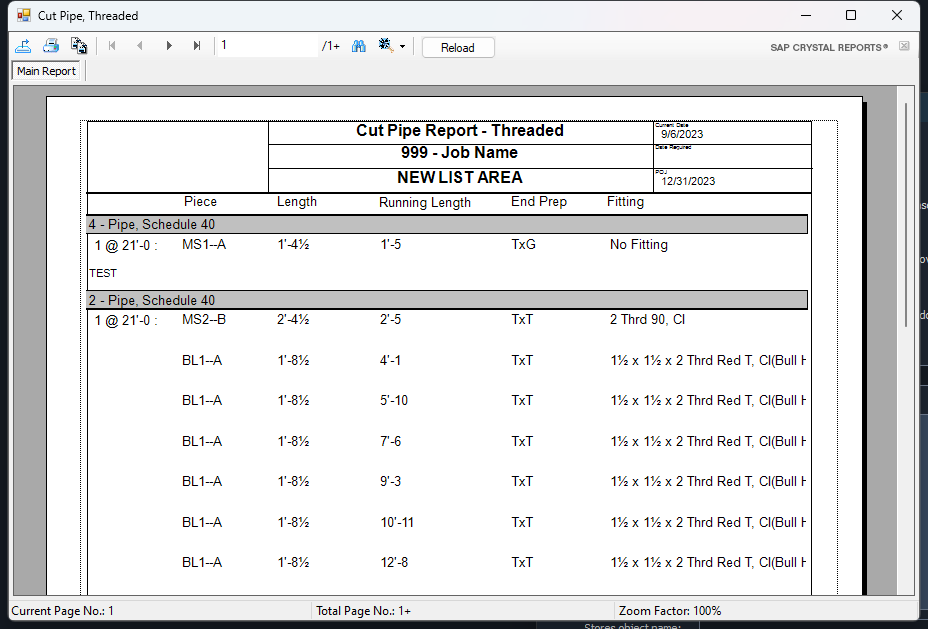 Cut Pipe, Threaded
1 /1+ Reload SAP CRYSTAL REPORTS®
Main Report
Cut Pipe Report - Threaded
Current Date
9/6/2023
999 - Job Name
Date Required
NEW LIST AREA
12/31/2023
Piece Length Running Length End Prep Fitting
4 - Pipe, Schedule 40
1 @ 21'-0 : MS1--A 1'-4½ 1'-5 TxG No Fitting
TEST
2 - Pipe, Schedule 40
1 @ 21'-0 : MS2--B 2'-4½ 2'-5 TxT 2 Thrd 90, CI
BL1--A 1'-8½ 4'-1 TxT 1½ x 1½ x 2 Thrd Red T, CI(Bull H
BL1--A 1'-8½ 5'-10 TxT 1½ x 1½ x 2 Thrd Red T, CI(Bull H
BL1--A 1'-8½ 7'-6 TxT 1½ x 1½ x 2 Thrd Red T, CI(Bull H
BL1--A 1'-8½ 9'-3 TxT 1½ x 1½ x 2 Thrd Red T, CI(Bull H
BL1--A 1'-8½ 10'-11 TxT 1½ x 1½ x 2 Thrd Red T, CI(Bull H
BL1--A 1'-8½ 12'-8 TxT 1½ x 1½ x 2 Thrd Red T, CI(Bull H
Current Page No.: 1 Total Page No.: 1+ Zoom Factor: 100%
Stores object name: